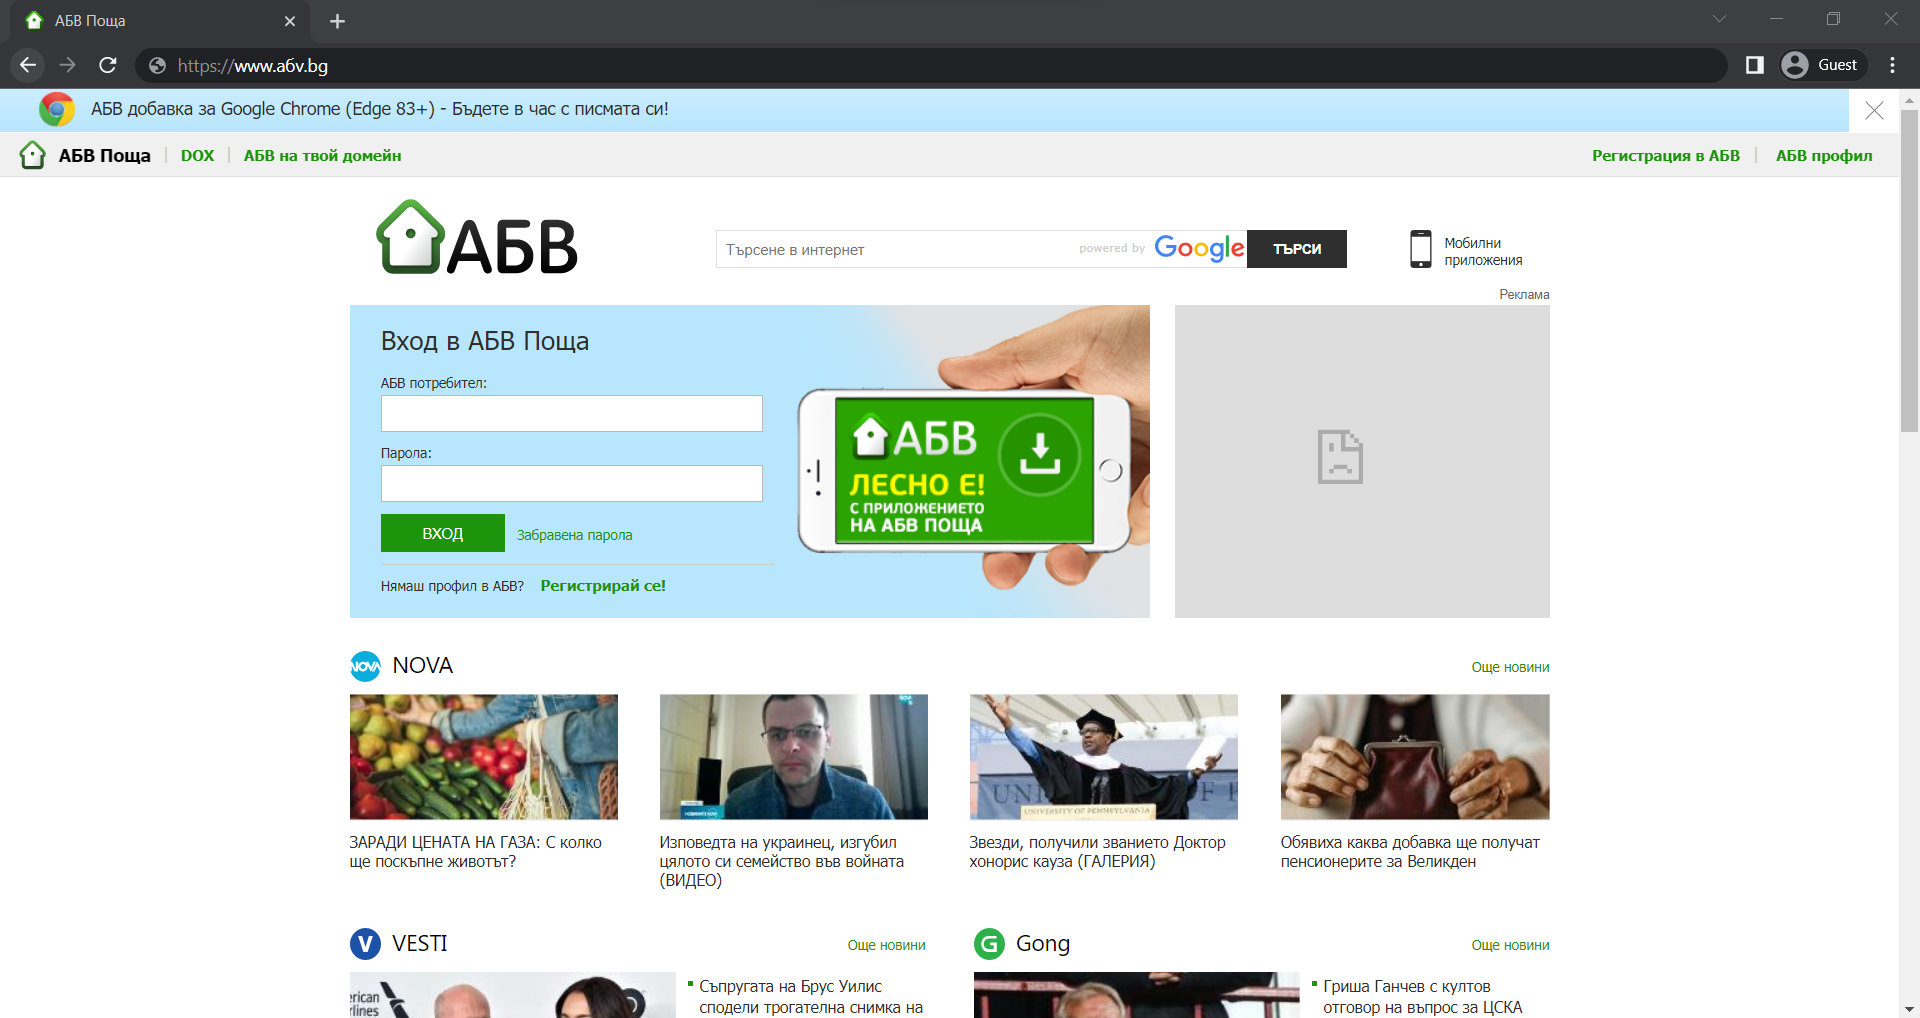 АБВ Поща
https://www.aбv.bg
Guest
АБВ добавка за Google Chrome (Edge 83+) - Бъдете в час с писмата си!
АБВ Поща DOX АБВ на твой домейн Регистрация в АБВ АБВ профил
АБВ
Търсене в интернет powered by Google ТЪРСИ
Мобилни
приложения
Реклама
Вход в АБВ Поща
АБВ потребител:
Парола:
ВХОД Забравена парола
Нямаш профил в АБВ? Регистрирай се!
АБВ
ЛЕСНО Е!
С ПРИЛОЖЕНИЕТО
НА АБВ ПОЩА
NOVA NOVA Още новини
UNIVERSITY OF PENNSYLVANIA
ЗАРАДИ ЦЕНАТА НА ГАЗА: С колко
ще поскъпне животът?
Изповедта на украинец, изгубил
цялото си семейство във войната
(ВИДЕО)
Звезди, получили званието Доктор
хонорис кауза (ГАЛЕРИЯ)
Обявиха каква добавка ще получат
пенсионерите за Великден
V VESTI Още новини
Съпругата на Брус Уилис
сподели трогателна снимка на
G Gong Още новини
Гриша Ганчев с култов
отговор на въпрос за ЦСКА